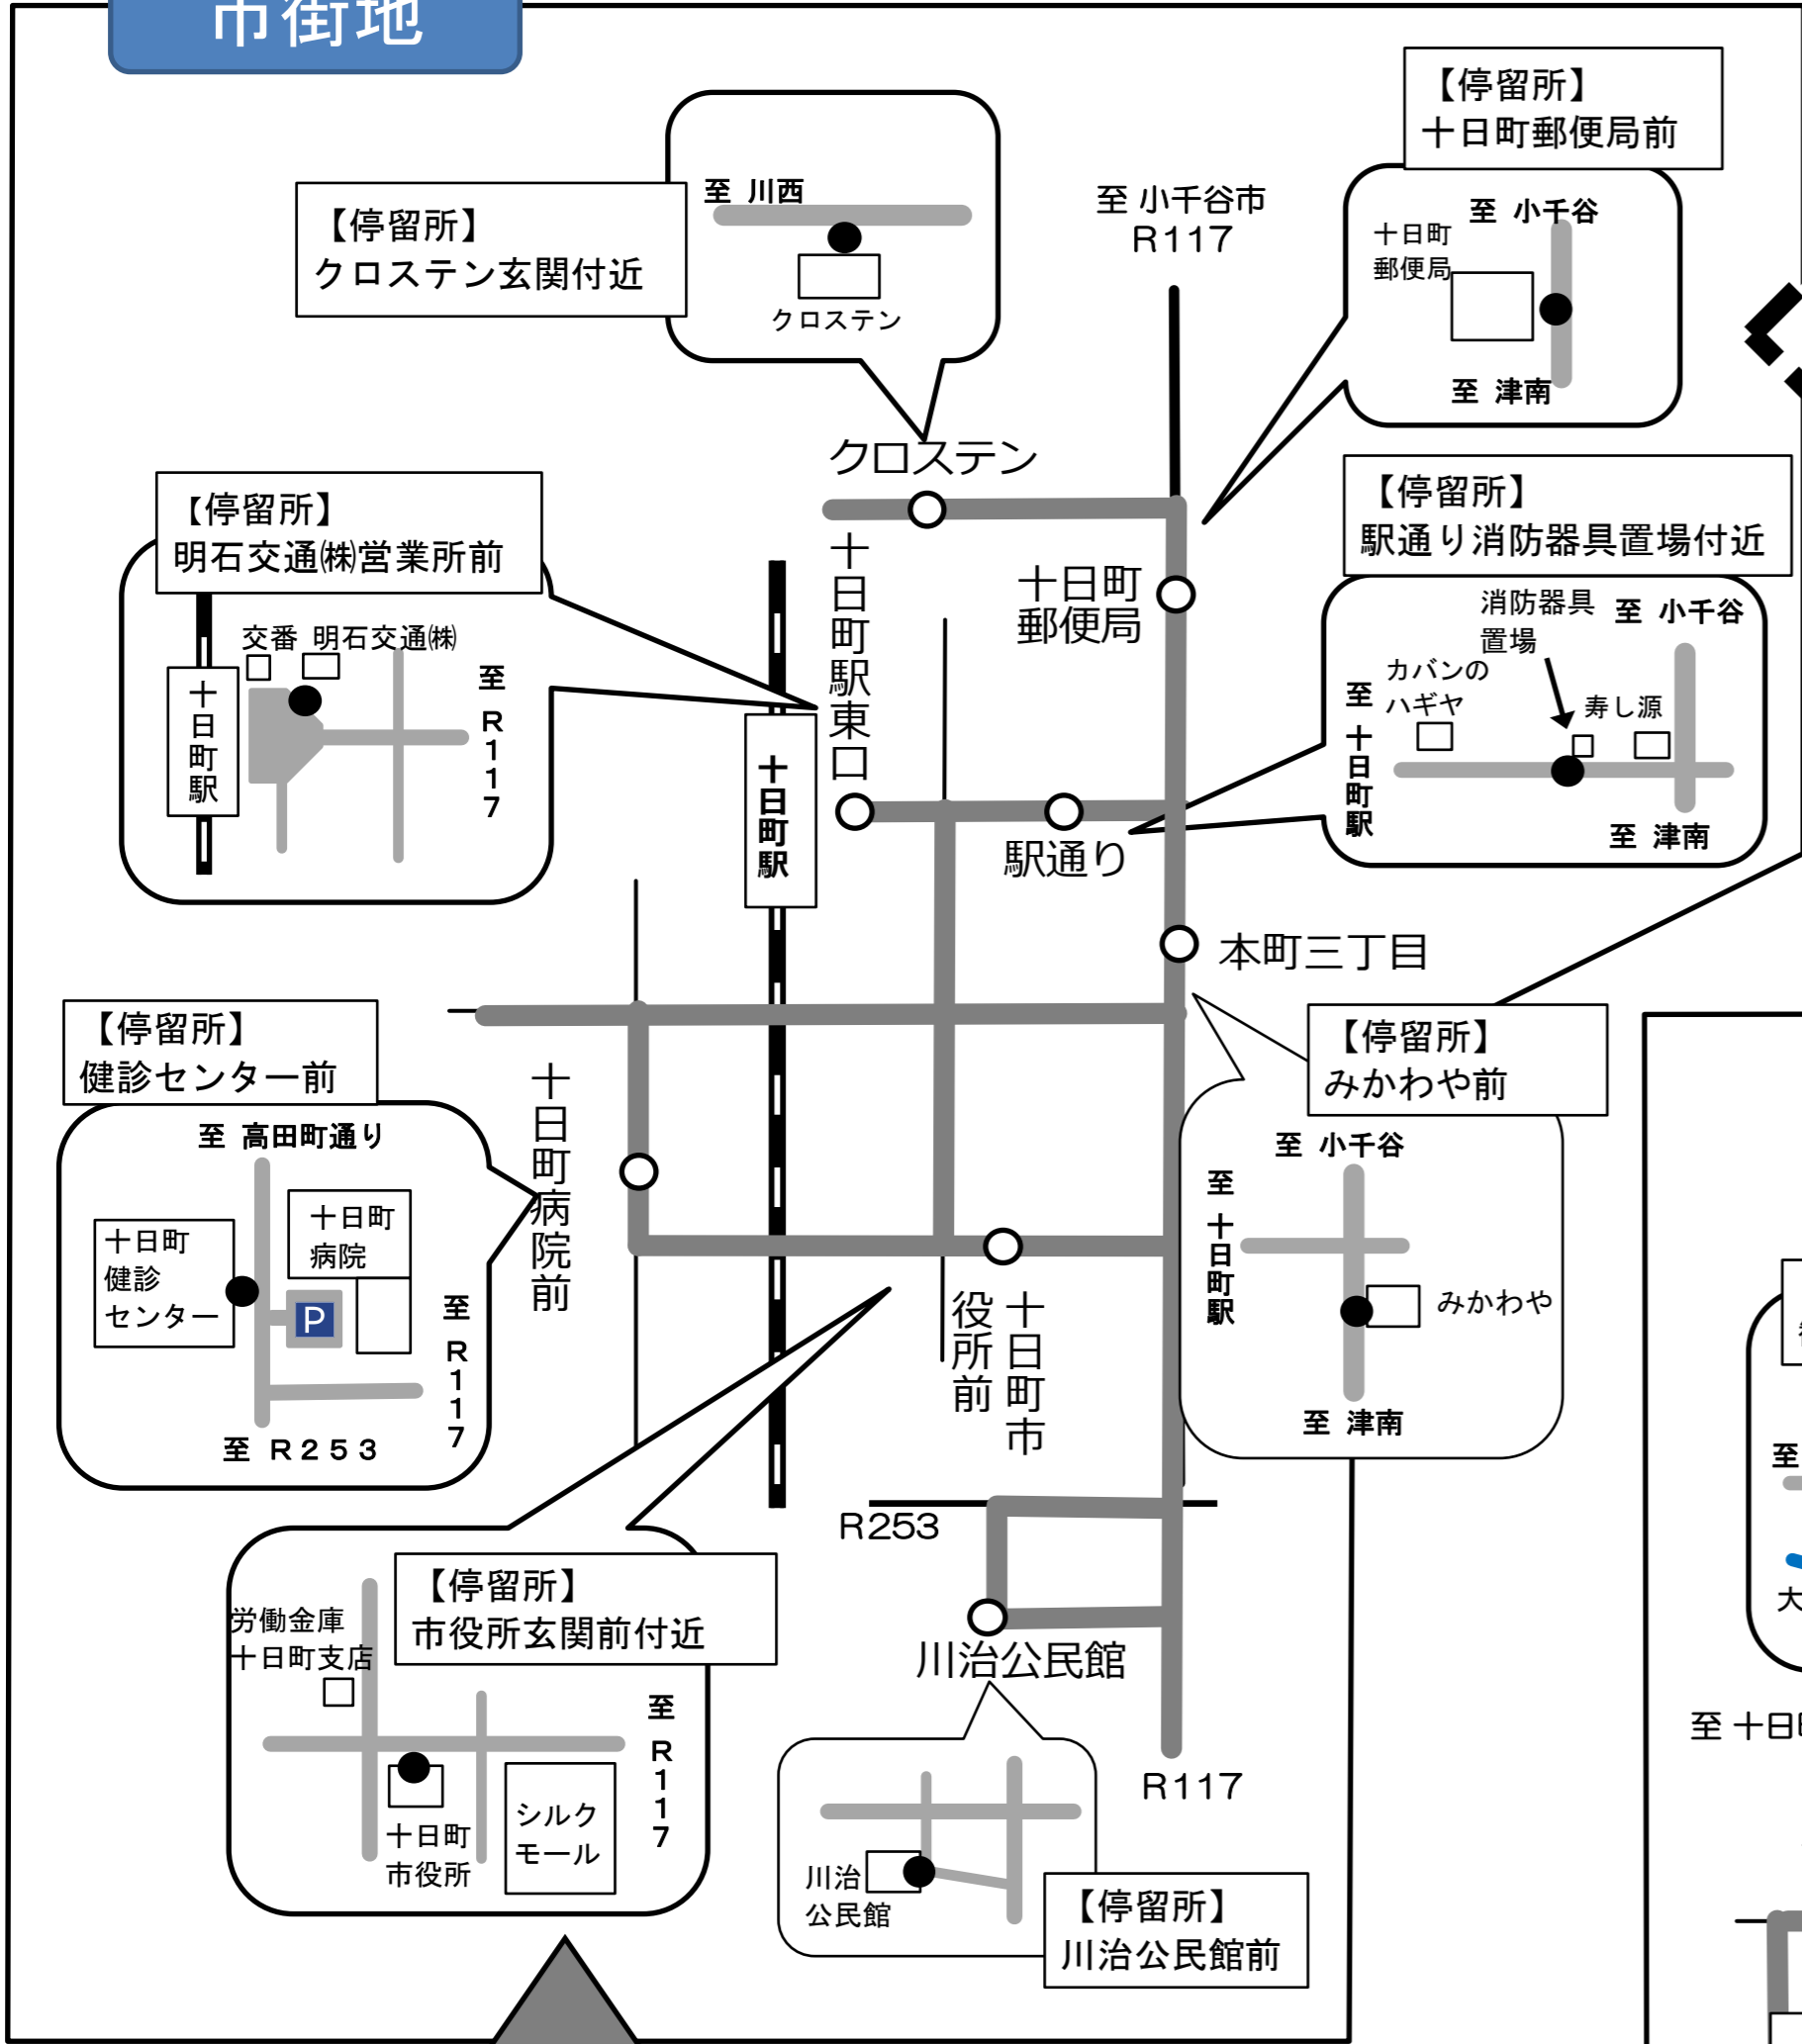 市街地
【停留所】
十日町郵便局前
至 小千谷
十日町
郵便局
至 津南
【停留所】
クロステン玄関付近
至 川西
クロステン
至 小千谷市
R117
クロステン
【停留所】
明石交通㈱営業所前
交番 明石交通㈱
十日町駅
至 R117
十日町駅東口
十日町
郵便局
【停留所】
駅通り消防器具置場付近
消防器具
置場
至 小千谷
カバンの
ハギヤ
寿し源
至 十日町駅
至 津南
十日町駅
駅通り
本町三丁目
【停留所】
健診センター前
至 高田町通り
十日町
病院
十日町
健診
センター
P
至 R117
至 R253
十日町病院前
【停留所】
みかわや前
至 小千谷
至 十日町駅
みかわや
至 津南
十日町市
役所前
R253
【停留所】
市役所玄関前付近
労働金庫
十日町支店
至 R117
十日町
市役所
シルク
モール
川治公民館
R117
川治
公民館
【停留所】
川治公民館前
至
大
至 十日